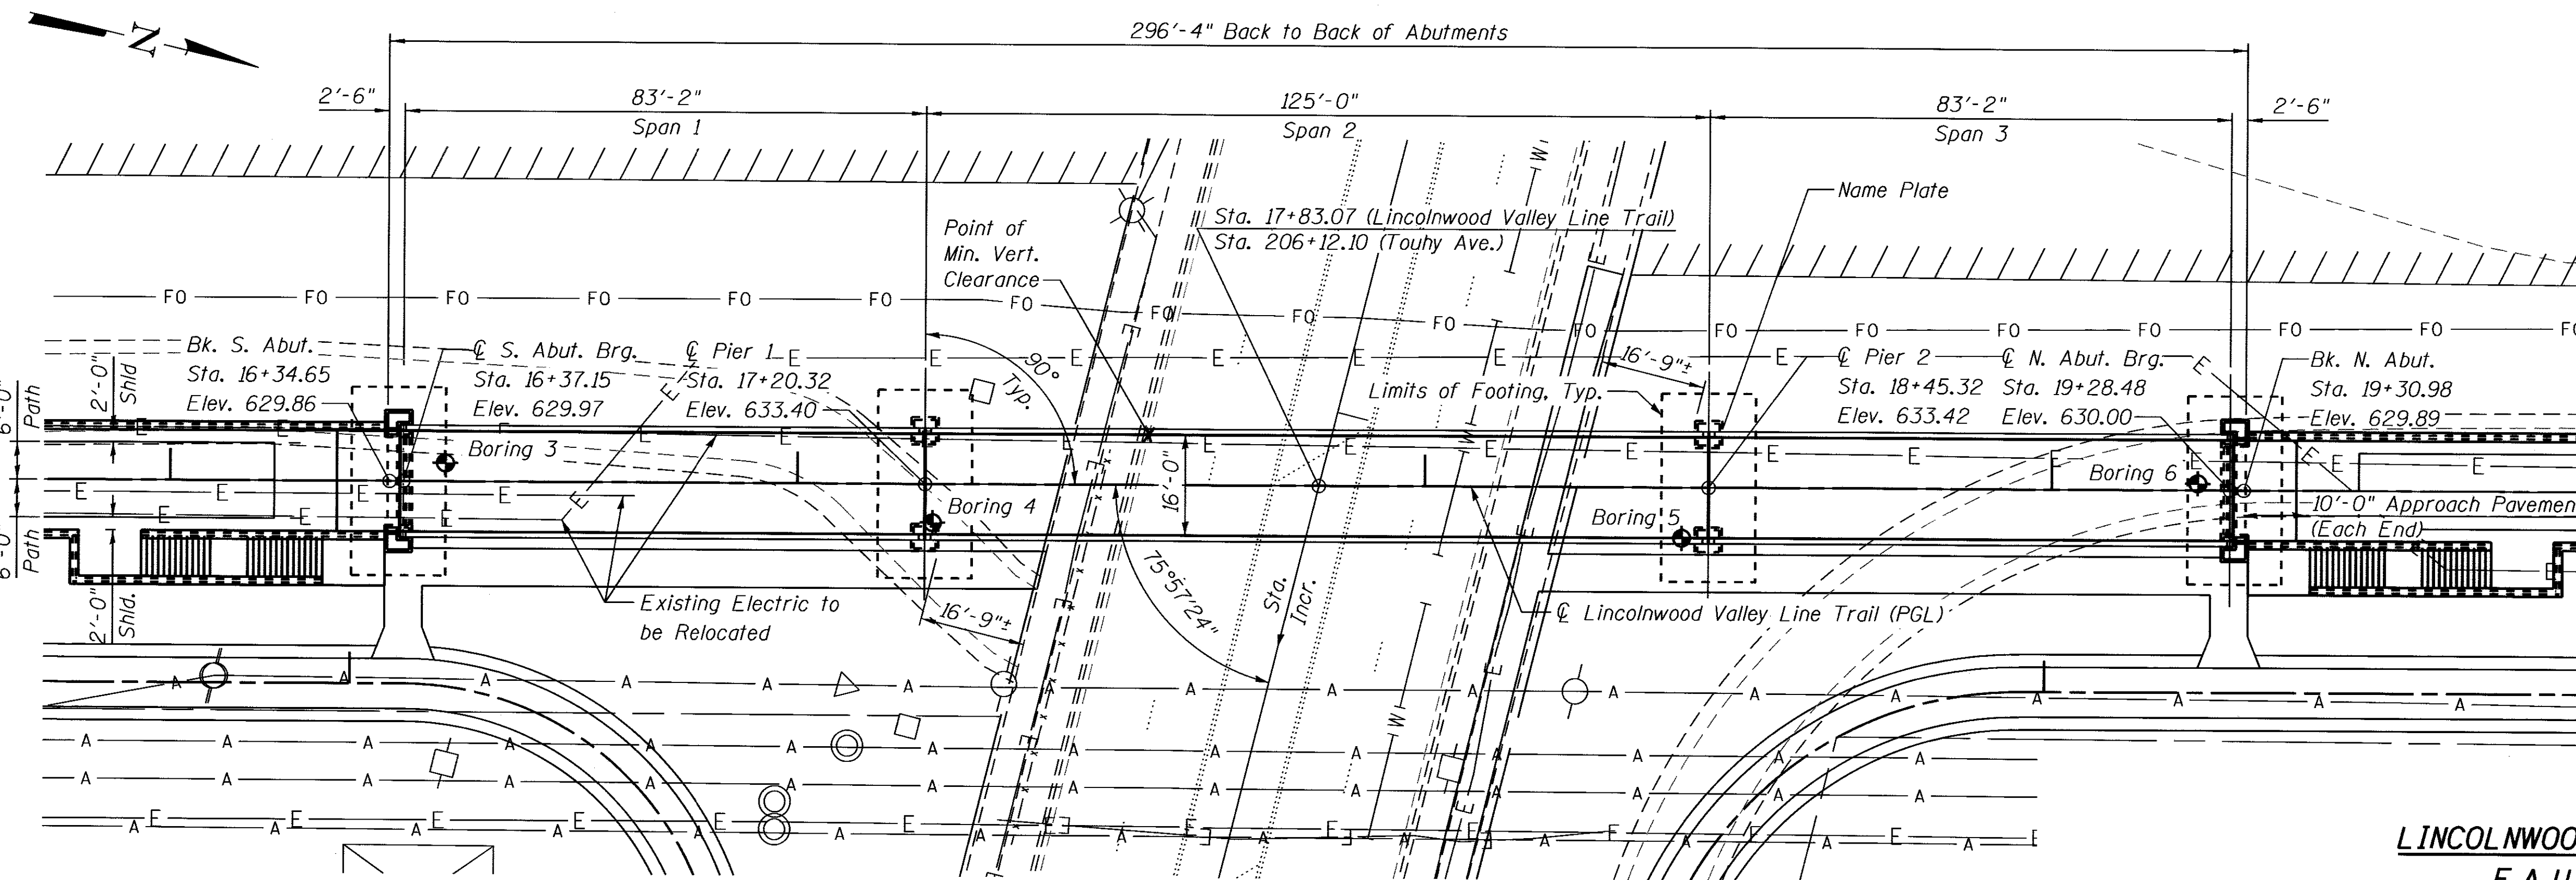 N
296'-4" Back to Back of Abutments
2'-6"
83'-2"
Span 1
125'-0"
Span 2
83'-2"
Span 3
2'-6"
Name Plate
Point of
Min. Vert.
Clearance
Sta. 17+83.07 (Lincolnwood Valley Line Trail)
Sta. 206+12.10 (Touhy Ave.)
Bk. S. Abut.
Sta. 16+34.65
Elev. 629.86
℄ S. Abut. Brg.
Sta. 16+37.15
Elev. 629.97
℄ Pier 1
Sta. 17+20.32
Elev. 633.40
90°
Typ.
16'-9"±
Limits of Footing, Typ.
℄ Pier 2
Sta. 18+45.32
Elev. 633.42
℄ N. Abut. Brg.
Sta. 19+28.48
Elev. 630.00
Bk. N. Abut.
Sta. 19+30.98
Elev. 629.89
6'-0"
Path
2'-0"
Shld
Boring 3
Boring 4
16'-0"
Boring 5
Boring 6
10'-0" Approach Pavemen
(Each End)
6'-0"
Path
2'-0"
Shld.
Existing Electric to
be Relocated
16'-9"±
75°57'24"
Sta.
Incr.
℄ Lincolnwood Valley Line Trail (PGL)
LINCOLNWOO